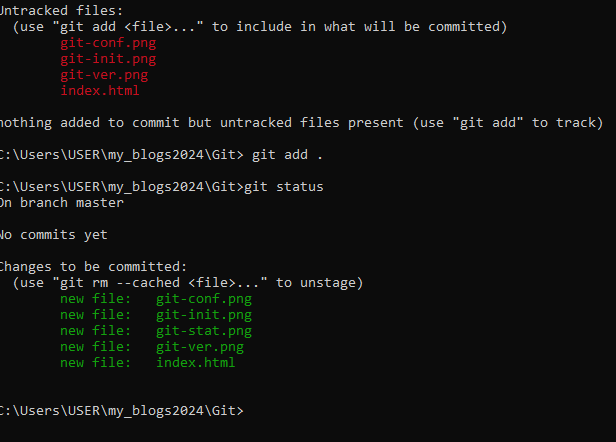 Untracked files:
  (use "git add <file>..." to include in what will be committed)
        git-conf.png
        git-init.png
        git-ver.png
        index.html

nothing added to commit but untracked files present (use "git add" to track)

C:\Users\USER\my_blogs2024\Git> git add .

C:\Users\USER\my_blogs2024\Git>git status
On branch master

No commits yet

Changes to be committed:
  (use "git rm --cached <file>..." to unstage)
        new file:   git-conf.png
        new file:   git-init.png
        new file:   git-stat.png
        new file:   git-ver.png
        new file:   index.html


C:\Users\USER\my_blogs2024\Git>